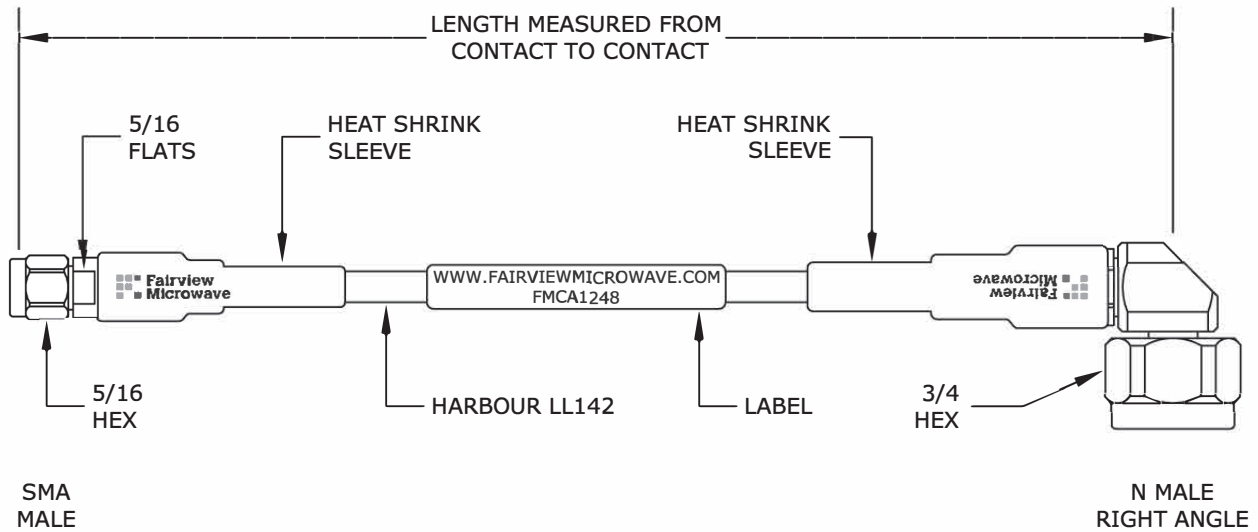 LENGTH MEASURED FROM
CONTACT TO CONTACT
5/16
FLATS
HEAT SHRINK
SLEEVE
HEAT SHRINK
SLEEVE
Fairview
Microwave
WWW.FAIRVIEWMICROWAVE.COM
FMCA1248
Fairview
Microwave
5/16
HEX
HARBOUR LL142
LABEL
3/4
HEX
SMA
MALE
N MALE
RIGHT ANGLE